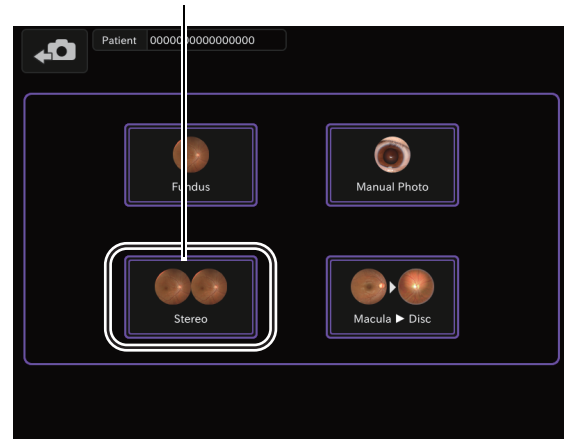 Patient 0000000000000000
Fundus
Manual Photo
Stereo
Macula ▶ Disc